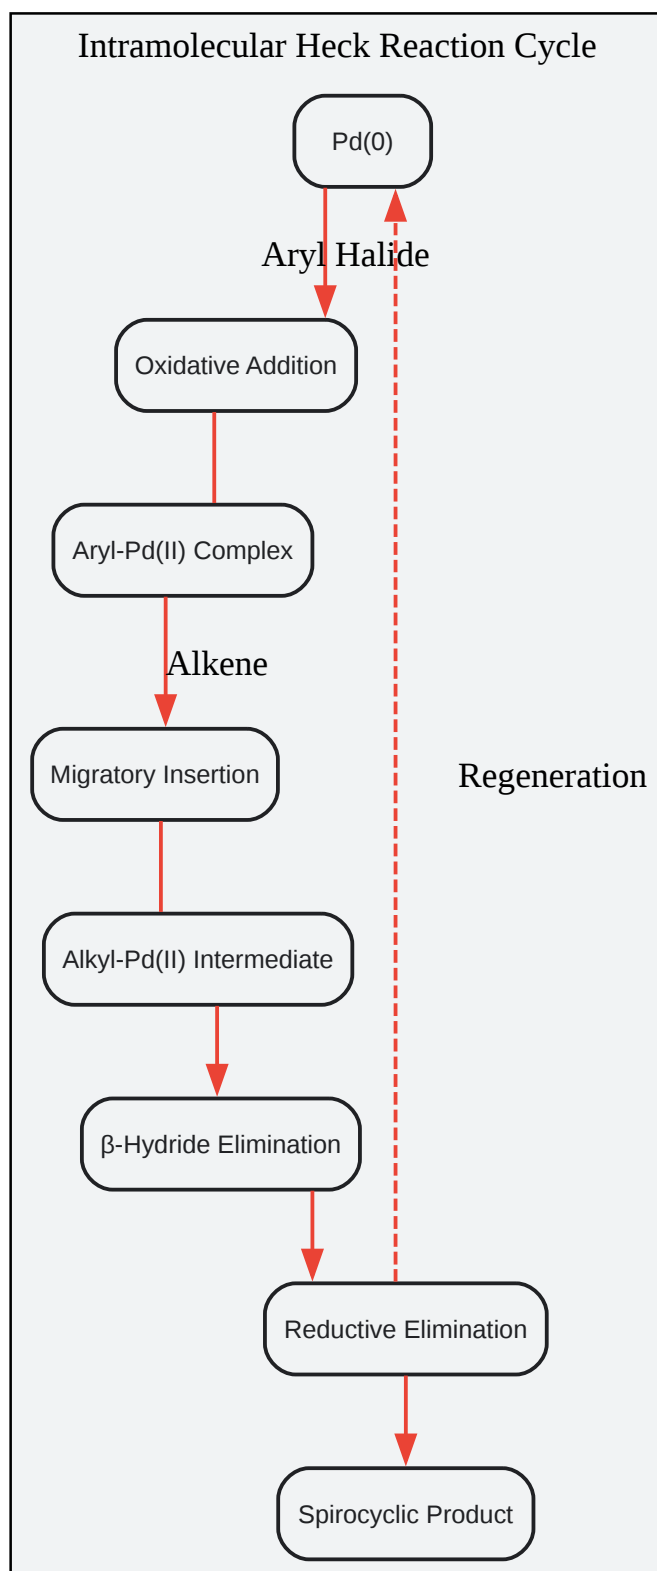 Intramolecular Heck Reaction Cycle
Pd(0)
Aryl Halide
Oxidative Addition
Aryl-Pd(II) Complex
Alkene
Migratory Insertion
Regeneration
Alkyl-Pd(II) Intermediate
β-Hydride Elimination
Reductive Elimination
Spirocyclic Product